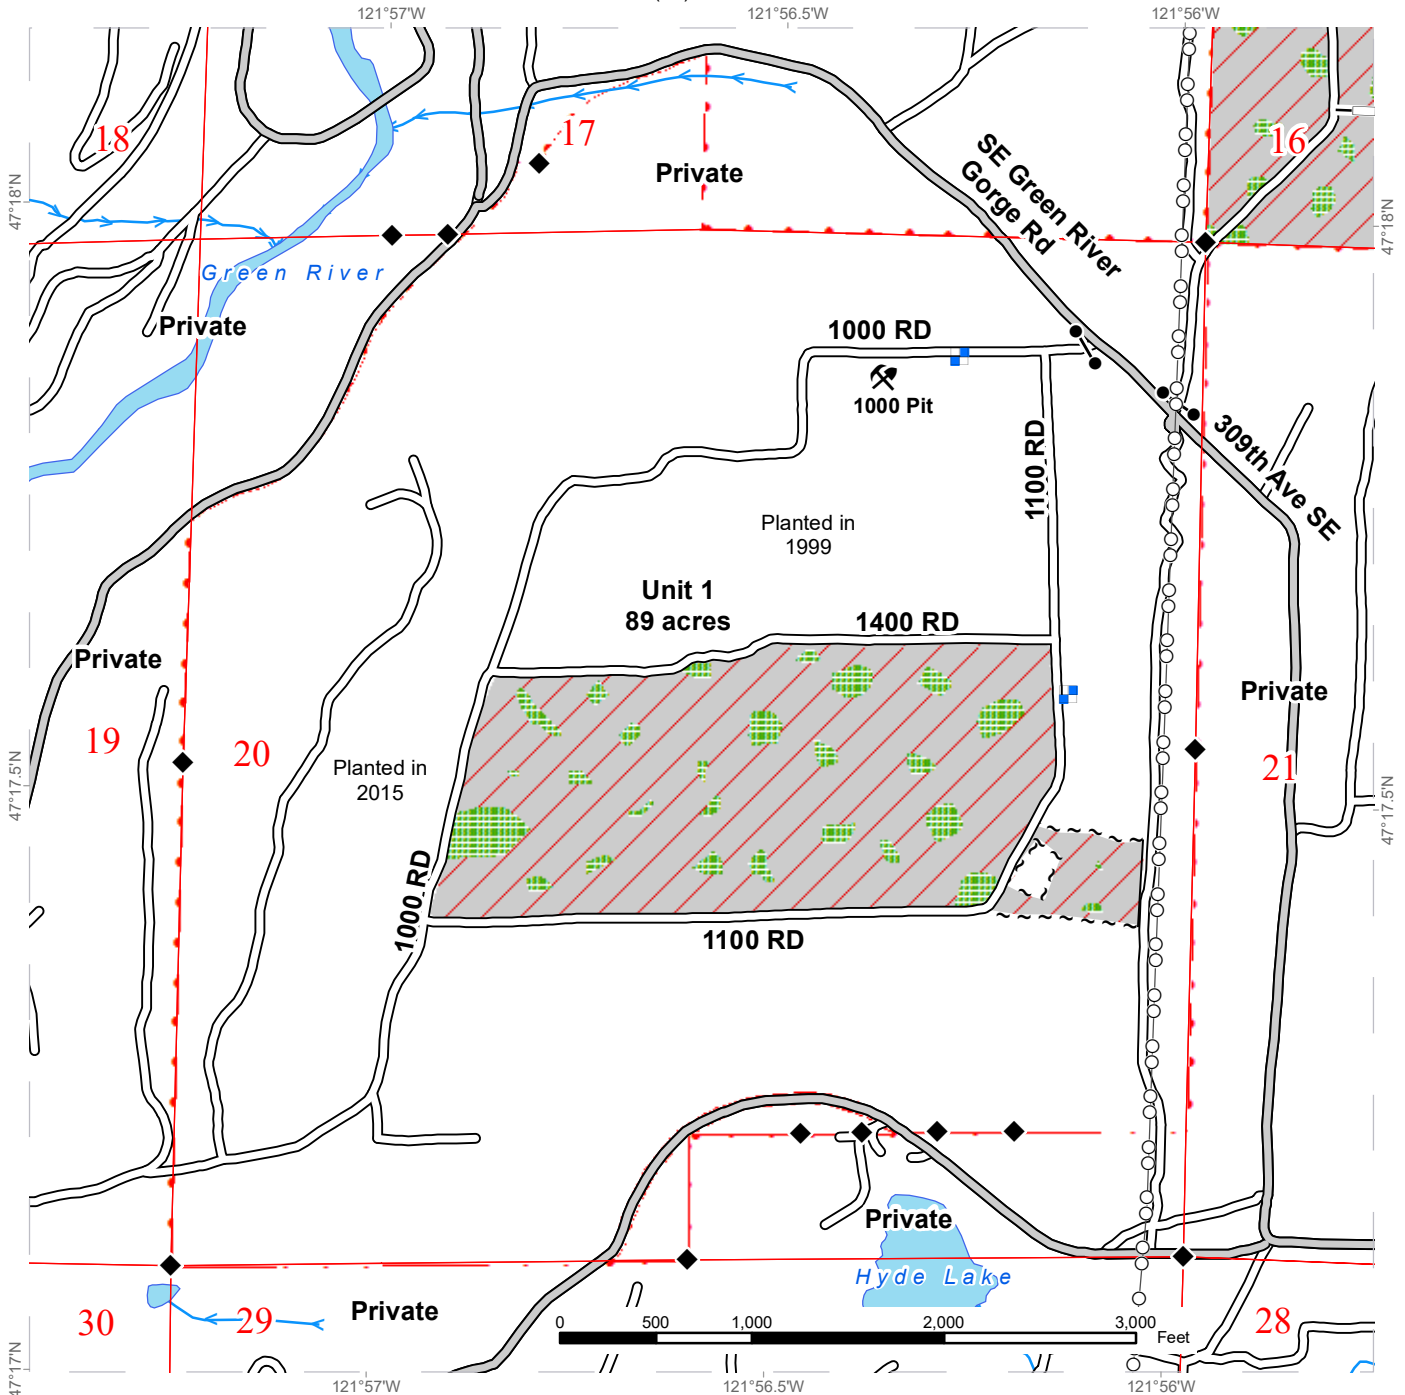 121°57'W
121°56.5'W
121°56'W
18
17
16
Private
SE Green River
Gorge Rd
47°18'N
47°18'N
Green River
Private
1000 RD
1000 Pit
1100 RD
309th Ave SE
Planted in
1999
Unit 1
89 acres
1400 RD
Private
Private
19
20
21
Planted in
2015
47°17.5'N
47°17.5'N
1000 RD
1100 RD
Private
Hyde Lake
Private
30
29
28
0
500
1,000
2,000
3,000
Feet
47°17'N
121°57'W
121°56.5'W
121°56'W